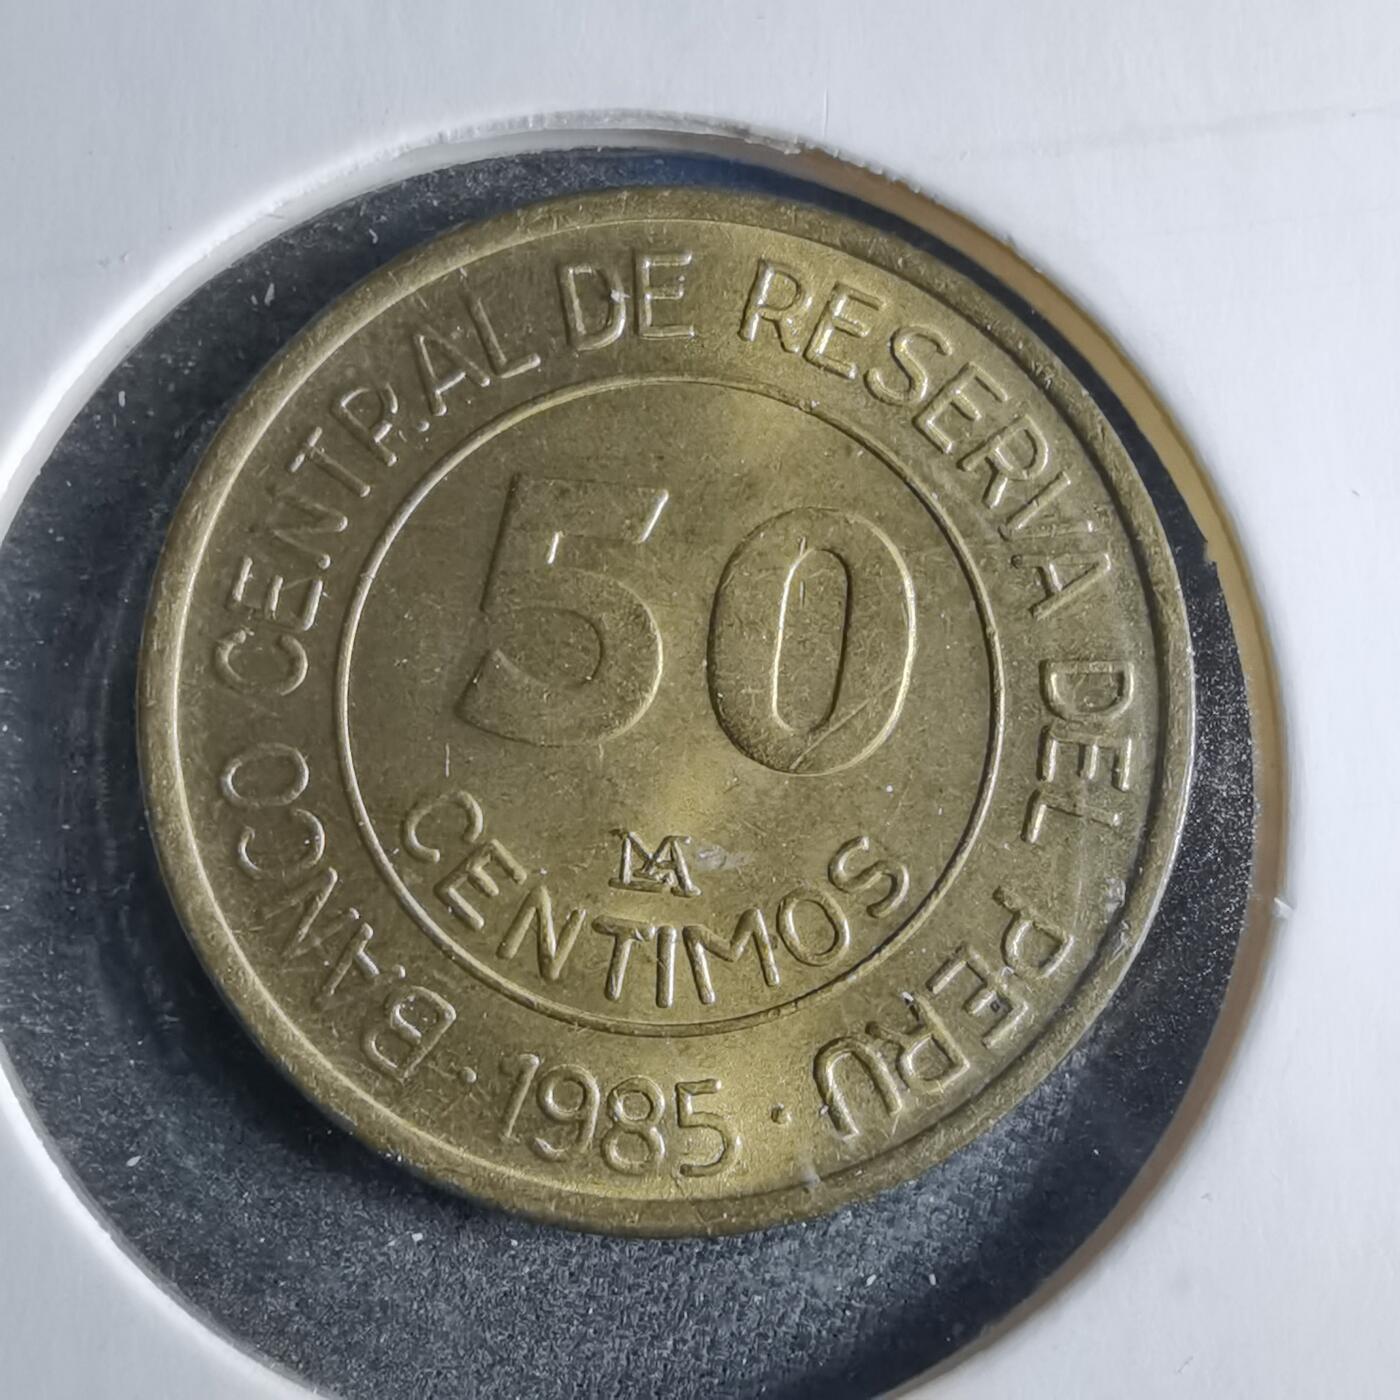 BANCO CENTRAL DE RESERVA DEL PERU
50
LMA
CENTIMOS
· 1985 ·